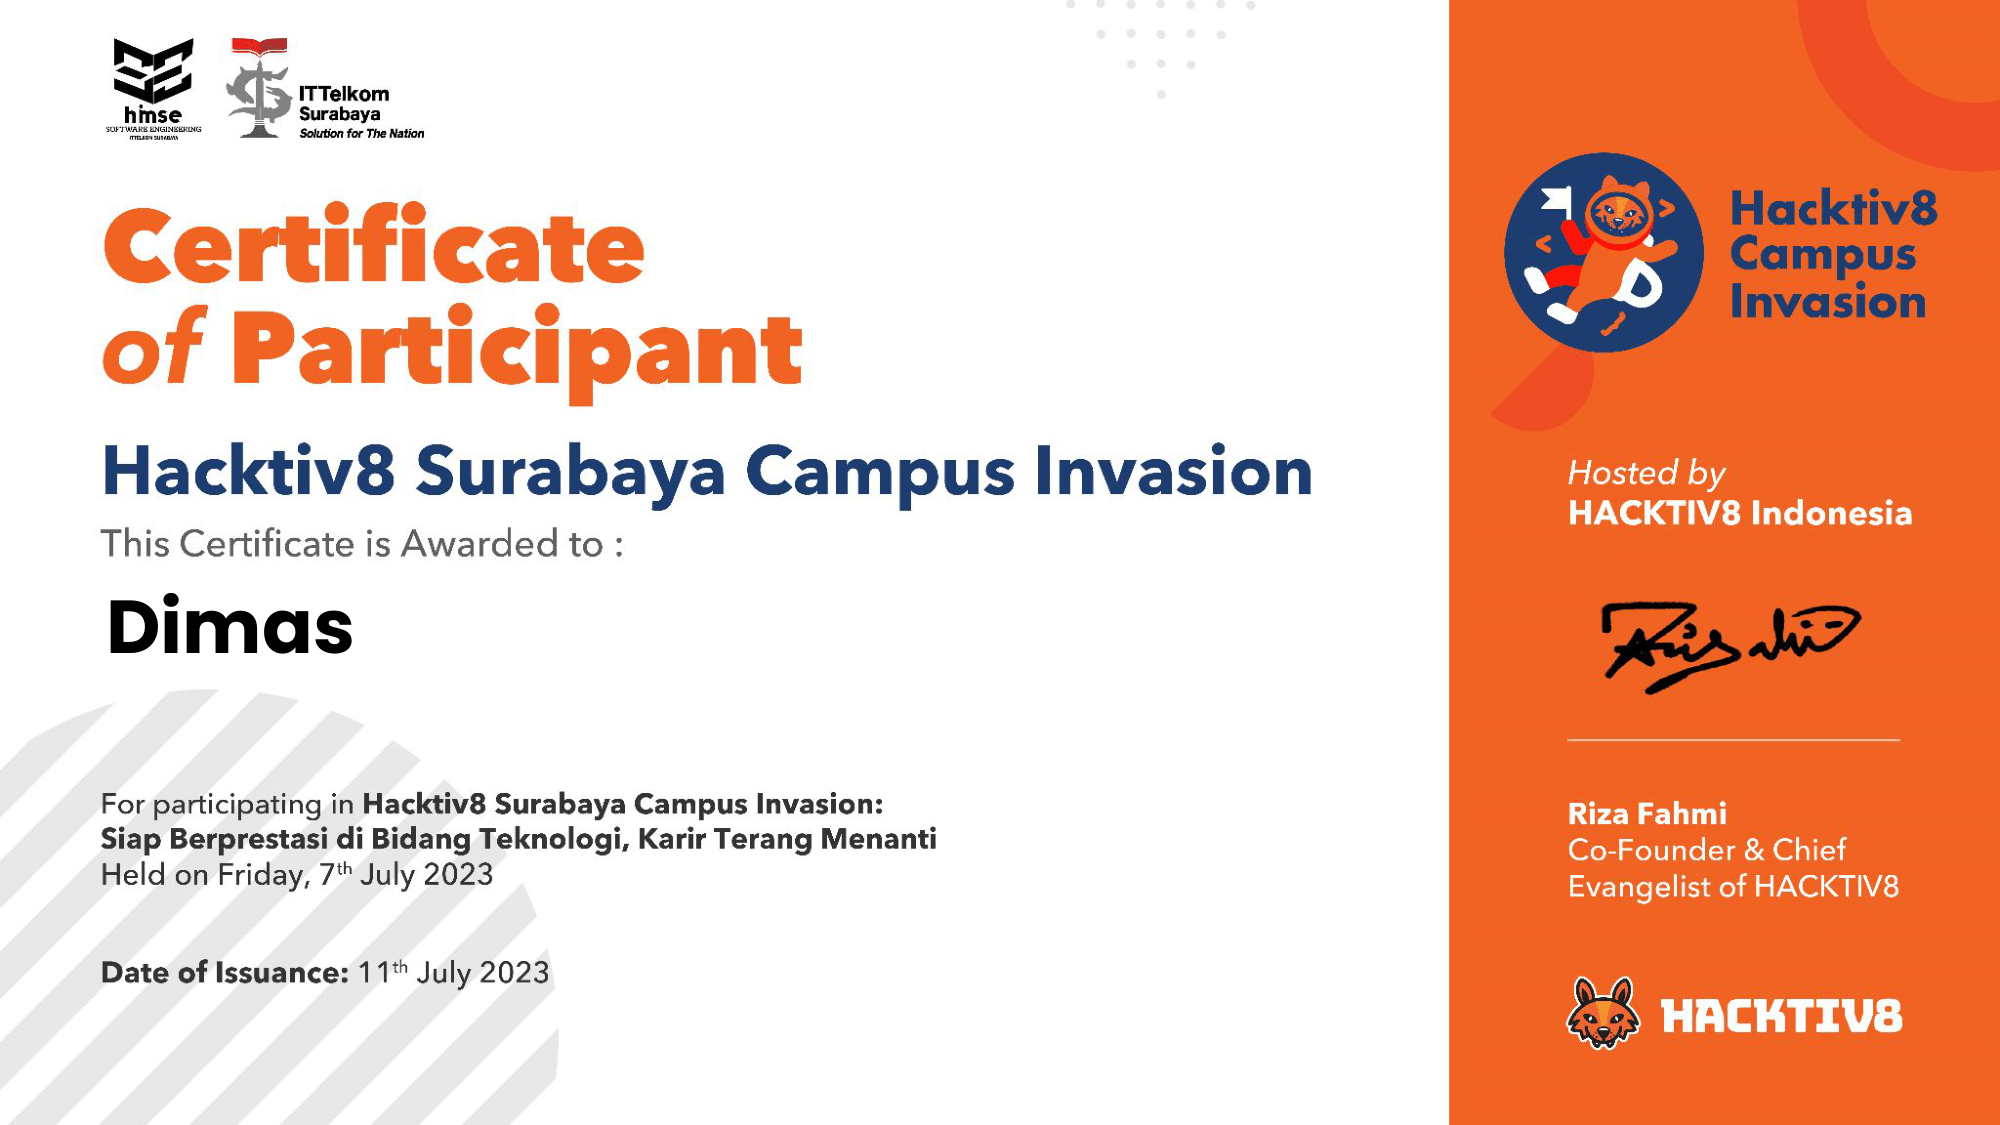 hmse
SOFTWARE ENGINEERING
ITTELKOM SURABAYA
ITTelkom
Surabaya
Solution for The Nation
Certificate
of Participant
Hacktiv8 Surabaya Campus Invasion
This Certificate is Awarded to :
Dimas
For participating in Hacktiv8 Surabaya Campus Invasion:
Siap Berprestasi di Bidang Teknologi, Karir Terang Menanti
Held on Friday, 7th July 2023
Date of Issuance: 11th July 2023
Hacktiv8
Campus
Invasion
Hosted by
HACKTIV8 Indonesia
Riza Fahmi
Co-Founder & Chief
Evangelist of HACKTIV8
HACKTIV8